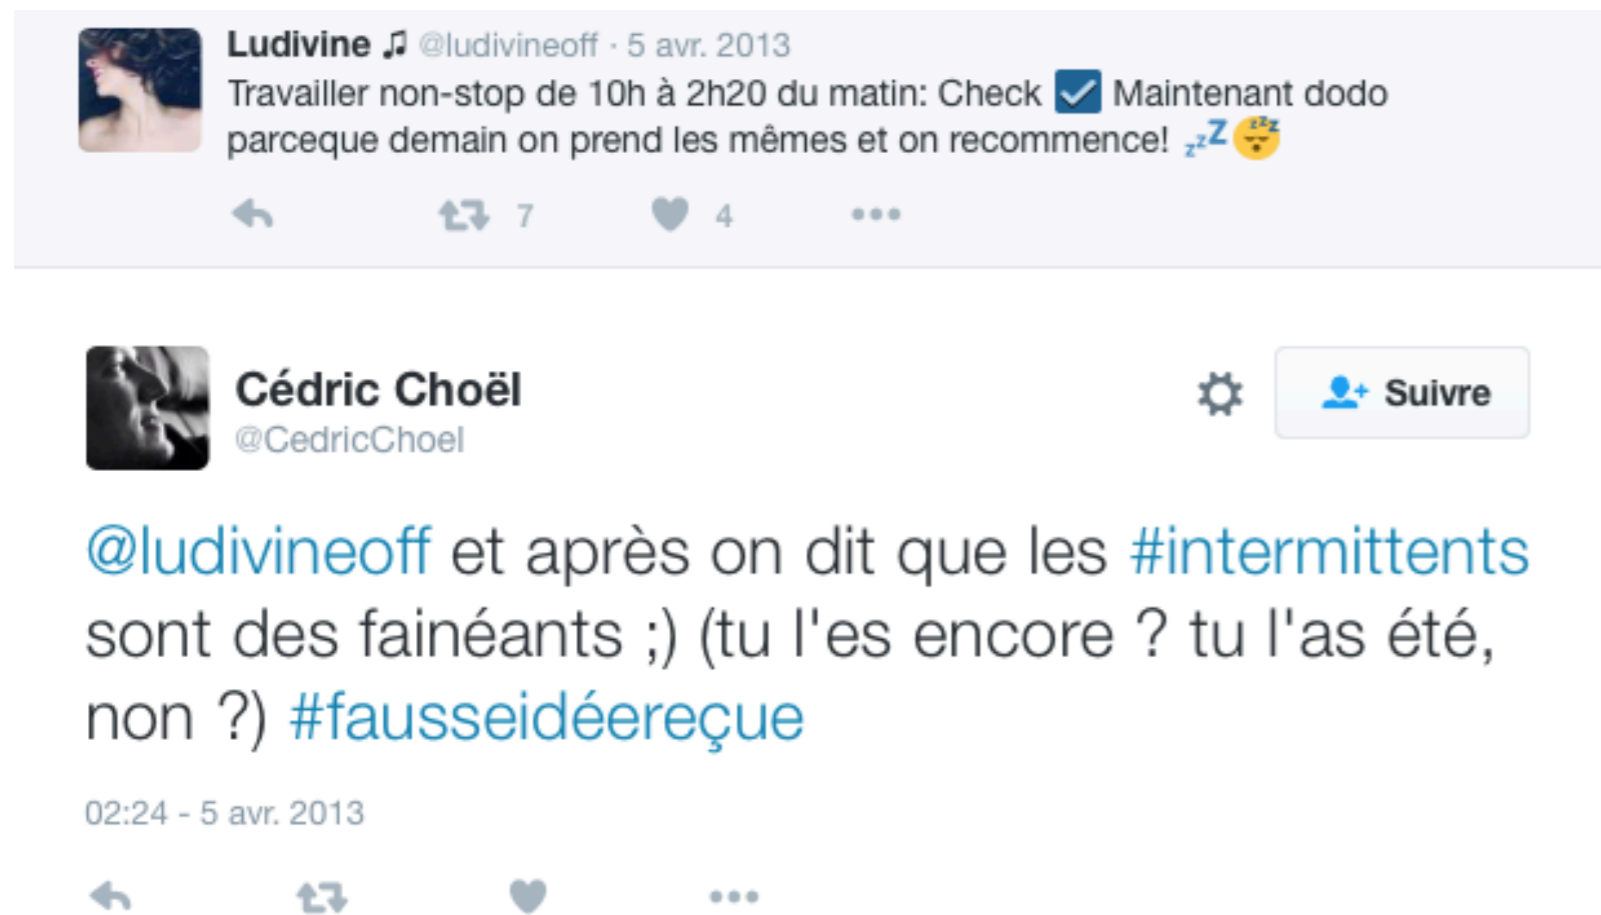 Ludivine 🎵 @ludivineoff · 5 avr. 2013
Travailler non-stop de 10h à 2h20 du matin: Check ☑️ Maintenant dodo
parceque demain on prend les mêmes et on recommence! 💤😴
7 4
Cédric Choël
@CedricChoel
Suivre
@ludivineoff et après on dit que les #intermittents
sont des fainéants ;) (tu l'es encore ? tu l'as été,
non ?) #fausseidéereçue
02:24 - 5 avr. 2013